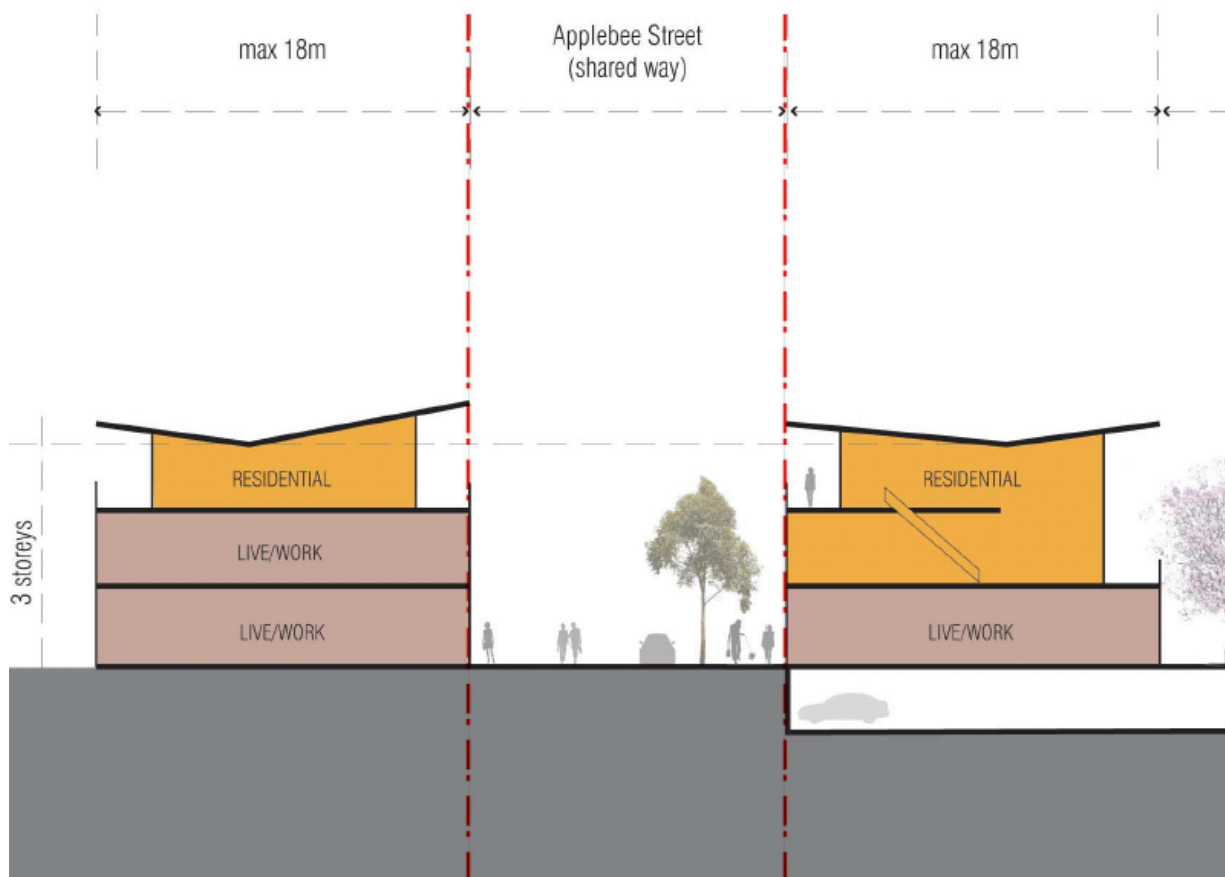 max 18m
Applebee Street
(shared way)
max 18m
RESIDENTIAL
RESIDENTIAL
LIVE/WORK
3 storeys
LIVE/WORK
LIVE/WORK